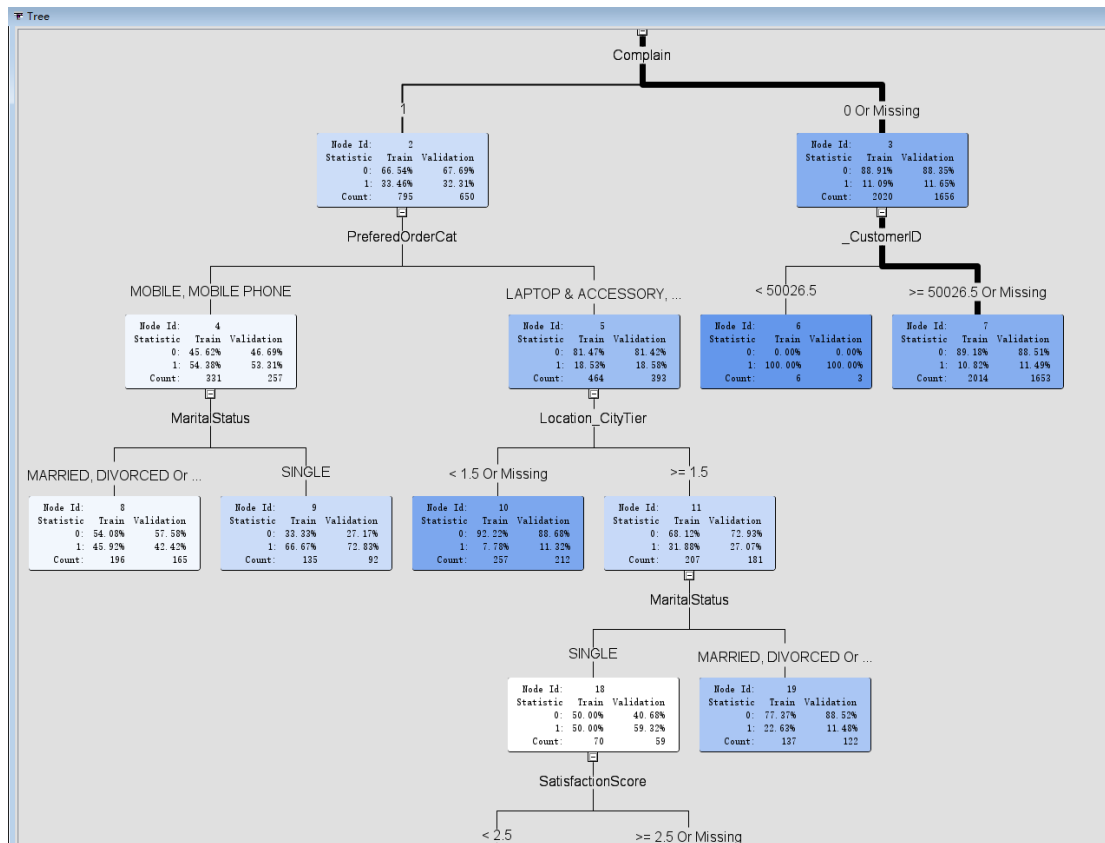 Tree
Complain
1
0 Or Missing
Node Id: 2
Statistic Train Validation
0: 66.54% 67.69%
1: 33.46% 32.31%
Count: 795 650
Node Id: 3
Statistic Train Validation
0: 88.91% 88.35%
1: 11.09% 11.65%
Count: 2020 1656
PreferedOrderCat
_CustomerID
MOBILE, MOBILE PHONE
LAPTOP & ACCESSORY, ...
< 50026.5
>= 50026.5 Or Missing
Node Id: 4
Statistic Train Validation
0: 45.62% 46.69%
1: 54.38% 53.31%
Count: 331 257
Node Id: 5
Statistic Train Validation
0: 81.47% 81.42%
1: 18.53% 18.58%
Count: 464 393
Node Id: 6
Statistic Train Validation
0: 0.00% 0.00%
1: 100.00% 100.00%
Count: 6 3
Node Id: 7
Statistic Train Validation
0: 89.18% 88.51%
1: 10.82% 11.49%
Count: 2014 1653
MaritalStatus
Location_CityTier
MARRIED, DIVORCED Or ...
SINGLE
< 1.5 Or Missing
>= 1.5
Node Id: 8
Statistic Train Validation
0: 54.08% 57.58%
1: 45.92% 42.42%
Count: 196 165
Node Id: 9
Statistic Train Validation
0: 33.33% 27.17%
1: 66.67% 72.83%
Count: 135 92
Node Id: 10
Statistic Train Validation
0: 92.22% 88.68%
1: 7.78% 11.32%
Count: 257 212
Node Id: 11
Statistic Train Validation
0: 68.12% 72.93%
1: 31.88% 27.07%
Count: 207 181
MaritalStatus
SINGLE
MARRIED, DIVORCED Or ...
Node Id: 18
Statistic Train Validation
0: 50.00% 40.68%
1: 50.00% 59.32%
Count: 70 59
Node Id: 19
Statistic Train Validation
0: 77.37% 88.52%
1: 22.63% 11.48%
Count: 137 122
SatisfactionScore
< 2.5
>= 2.5 Or Missing